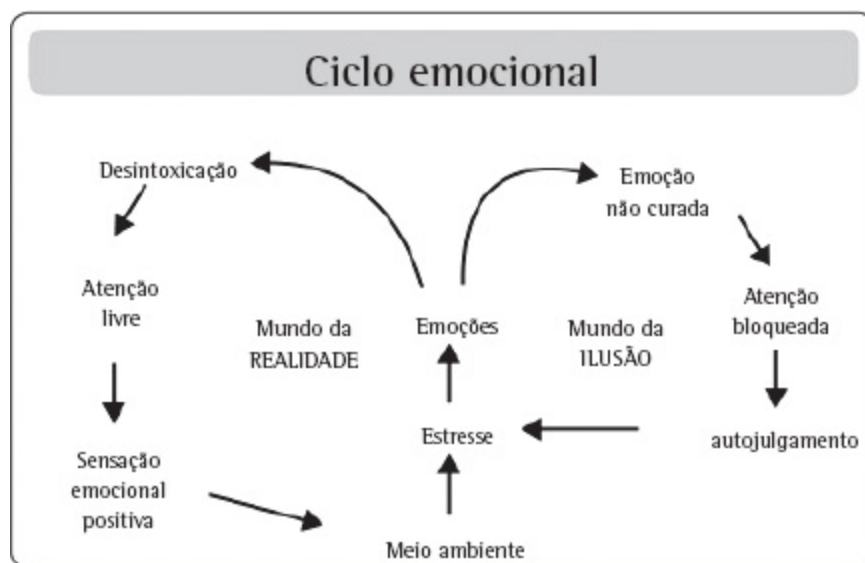 Ciclo emocional
Desintoxicação
Emoção
não curada
Atenção
livre
Mundo da
REALIDADE
Emoções
Mundo da
ILUSÃO
Atenção
bloqueada
Estresse
autojulgamento
Sensação
emocional
positiva
Meio ambiente